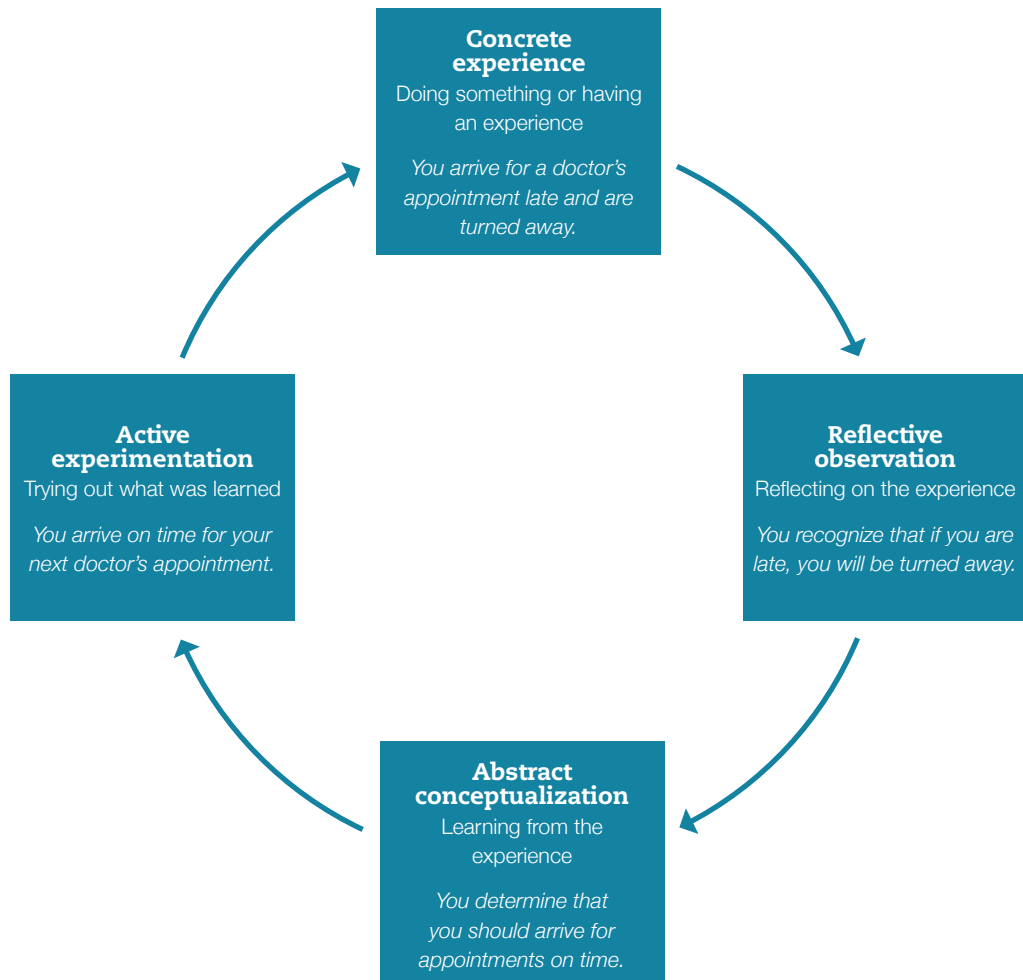 Concrete
experience
Doing something or having
an experience
You arrive for a doctor’s
appointment late and are
turned away.
Reflective
observation
Reflecting on the experience
You recognize that if you are
late, you will be turned away.
Abstract
conceptualization
Learning from the
experience
You determine that
you should arrive for
appointments on time.
Active
experimentation
Trying out what was learned
You arrive on time for your
next doctor’s appointment.